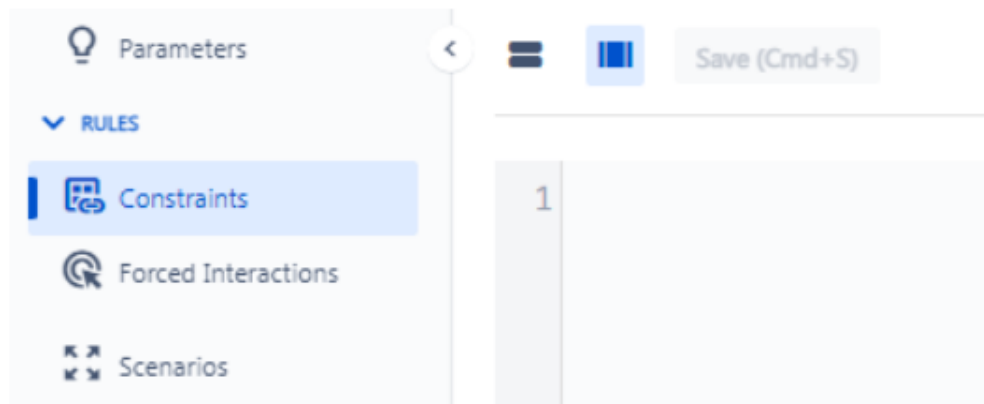 Parameters
Save (Cmd+S)
RULES
Constraints
1
Forced Interactions
Scenarios